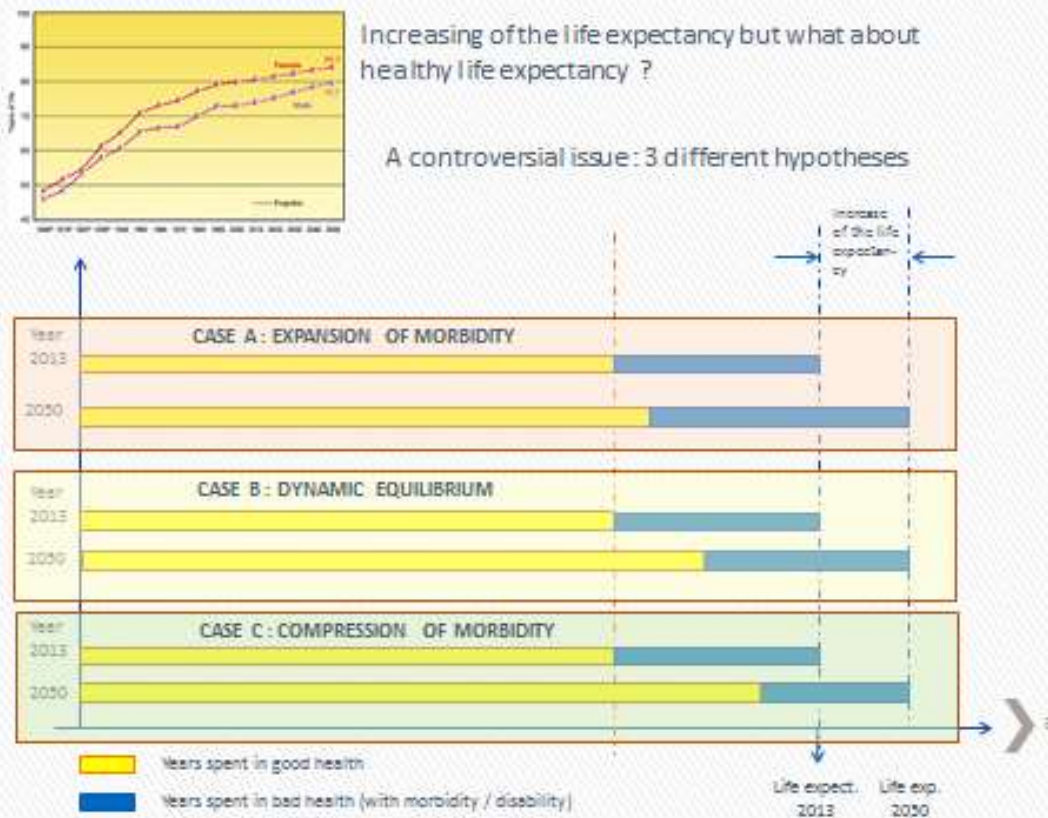 Increasing of the life expectancy but what about
healthy life expectancy ?
A controversial issue : 3 different hypotheses
Increase
of the life
expectan-
cy
Year
CASE A : EXPANSION OF MORBIDITY
2013
2050
Year
CASE B : DYNAMIC EQUILIBRIUM
2013
2050
Year
CASE C : COMPRESSION OF MORBIDITY
2013
2050
Years spent in good health
Years spent in bad health (with morbidity / disability)
Life expect.
2013
Life exp.
2050